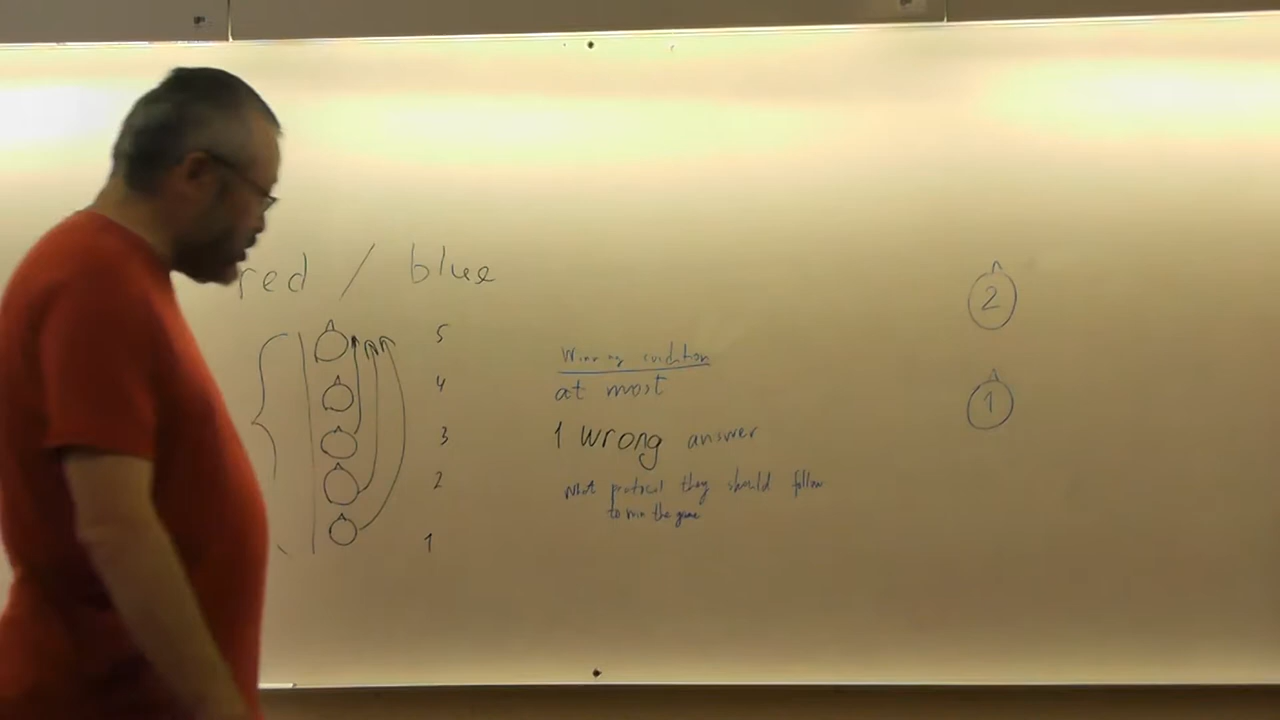 red / blue
5
4
3
2
1
Winning condition
at most
1 wrong answer
What protocol they should follow
to win the game
2
1